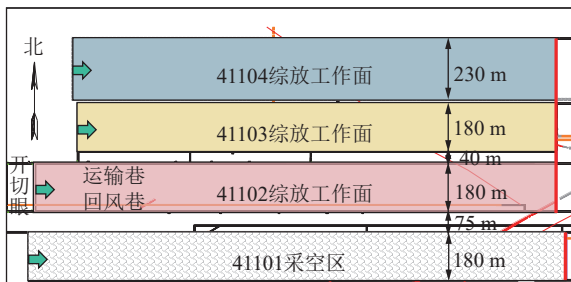 北
41104综放工作面
230 m
41103综放工作面
180 m
40 m
开切眼
运输巷
回风巷
41102综放工作面
180 m
75 m
41101采空区
180 m